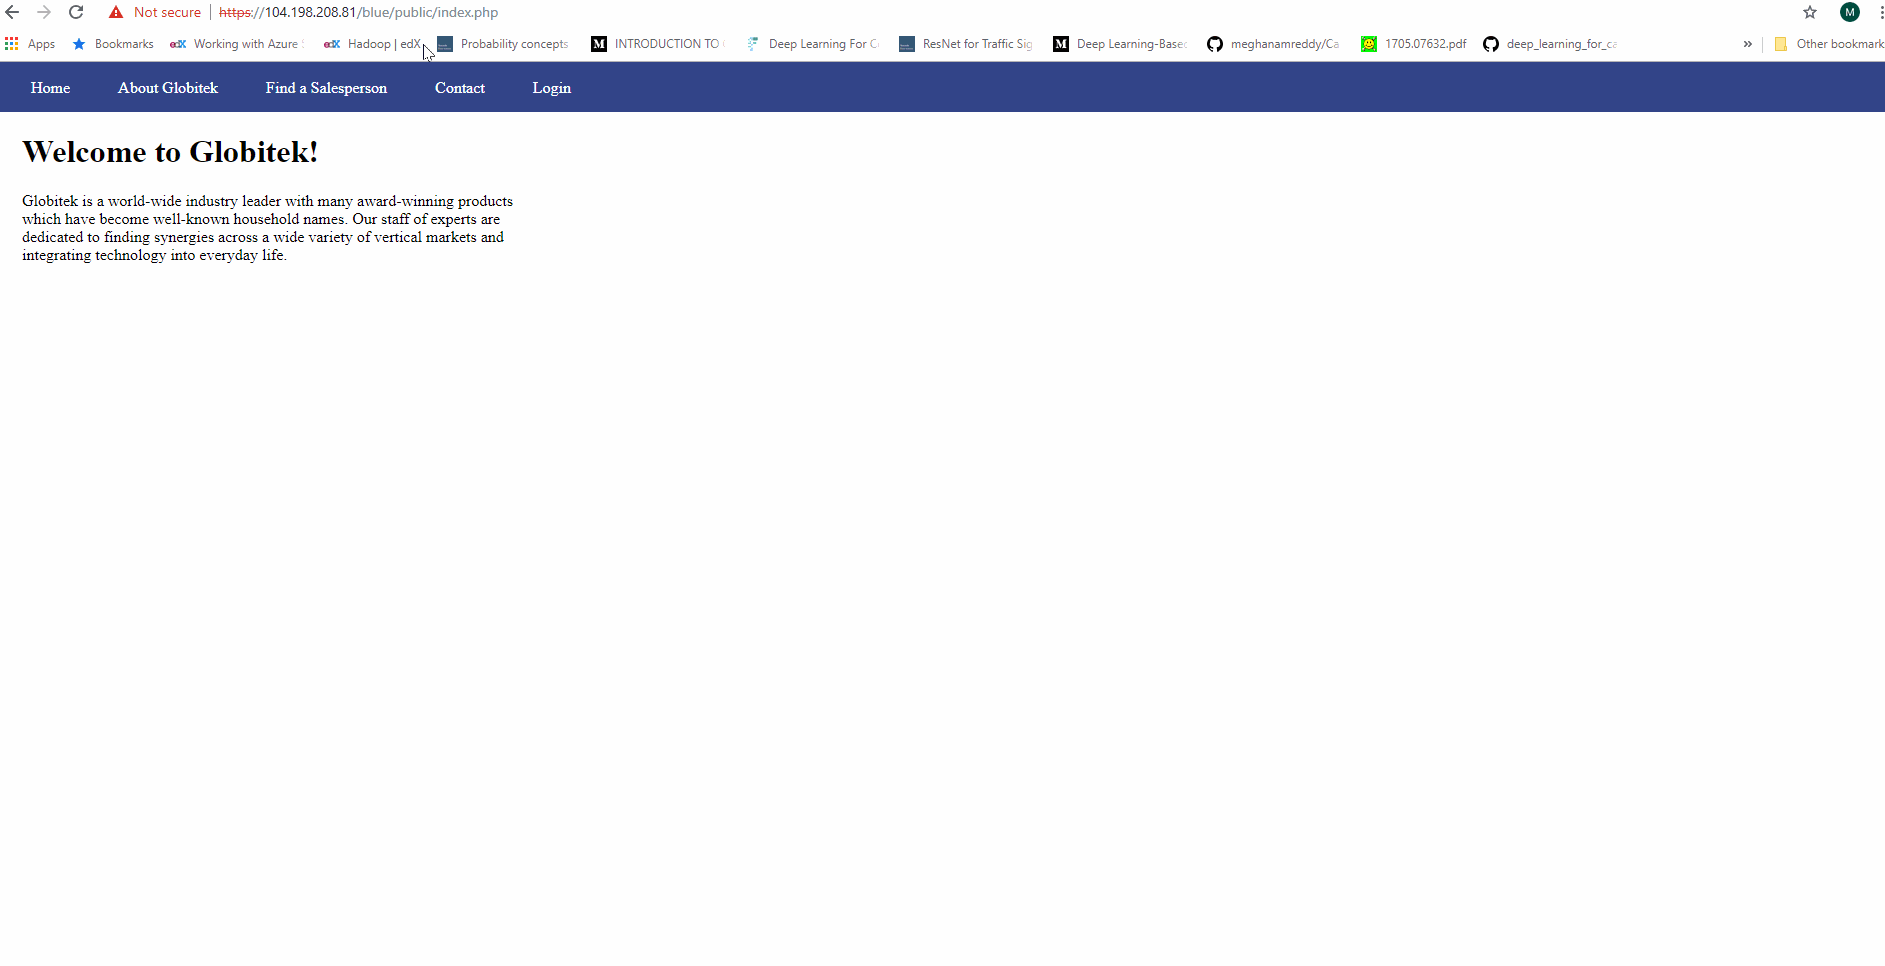 Not secure https://104.198.208.81/blue/public/index.php M
Apps Bookmarks edX Working with Azure edX Hadoop | edX Probability concepts M INTRODUCTION TO Deep Learning For ResNet for Traffic Sig M Deep Learning-Based meghanamreddy/Ca 1705.07632.pdf deep_learning_for_ca » Other bookmark
Home About Globitek Find a Salesperson Contact Login
Welcome to Globitek!
Globitek is a world-wide industry leader with many award-winning products
which have become well-known household names. Our staff of experts are
dedicated to finding synergies across a wide variety of vertical markets and
integrating technology into everyday life.